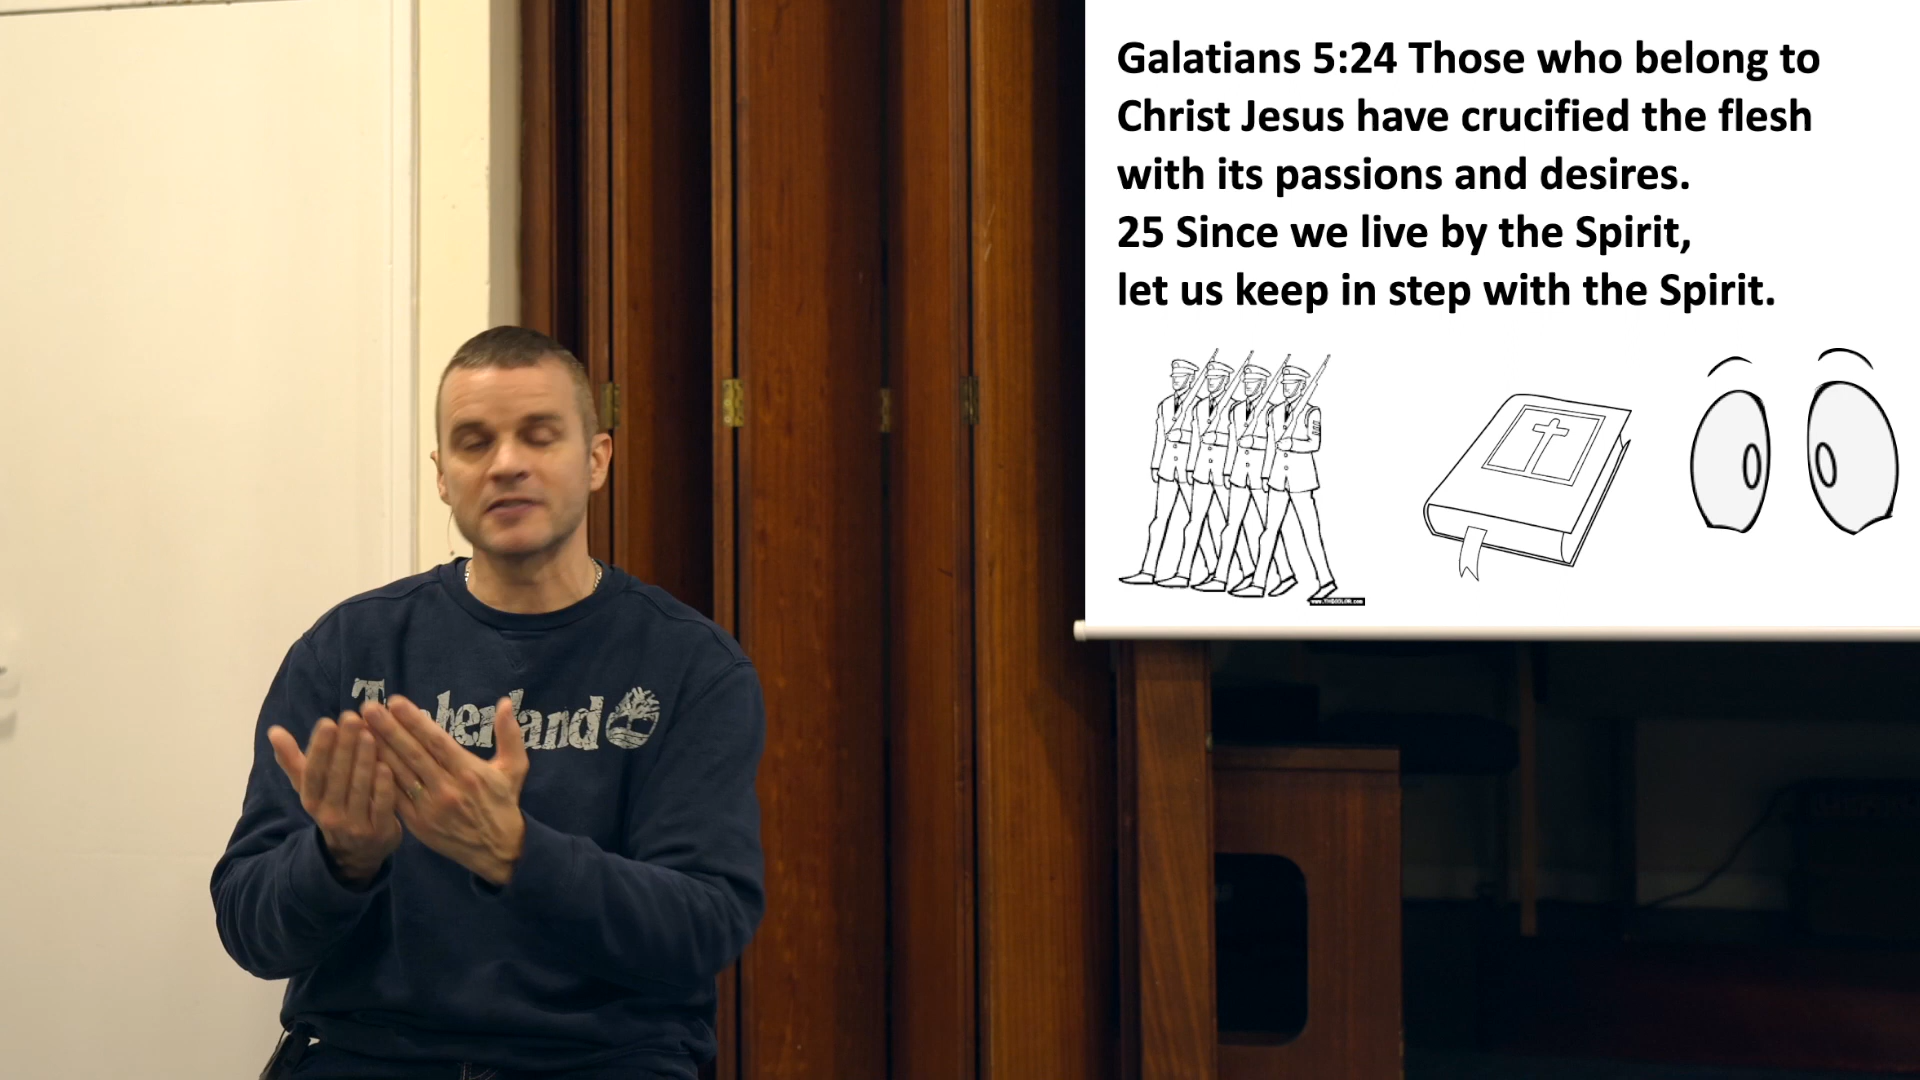 Galatians 5:24 Those who belong to
Christ Jesus have crucified the flesh
with its passions and desires.
25 Since we live by the Spirit,
let us keep in step with the Spirit.